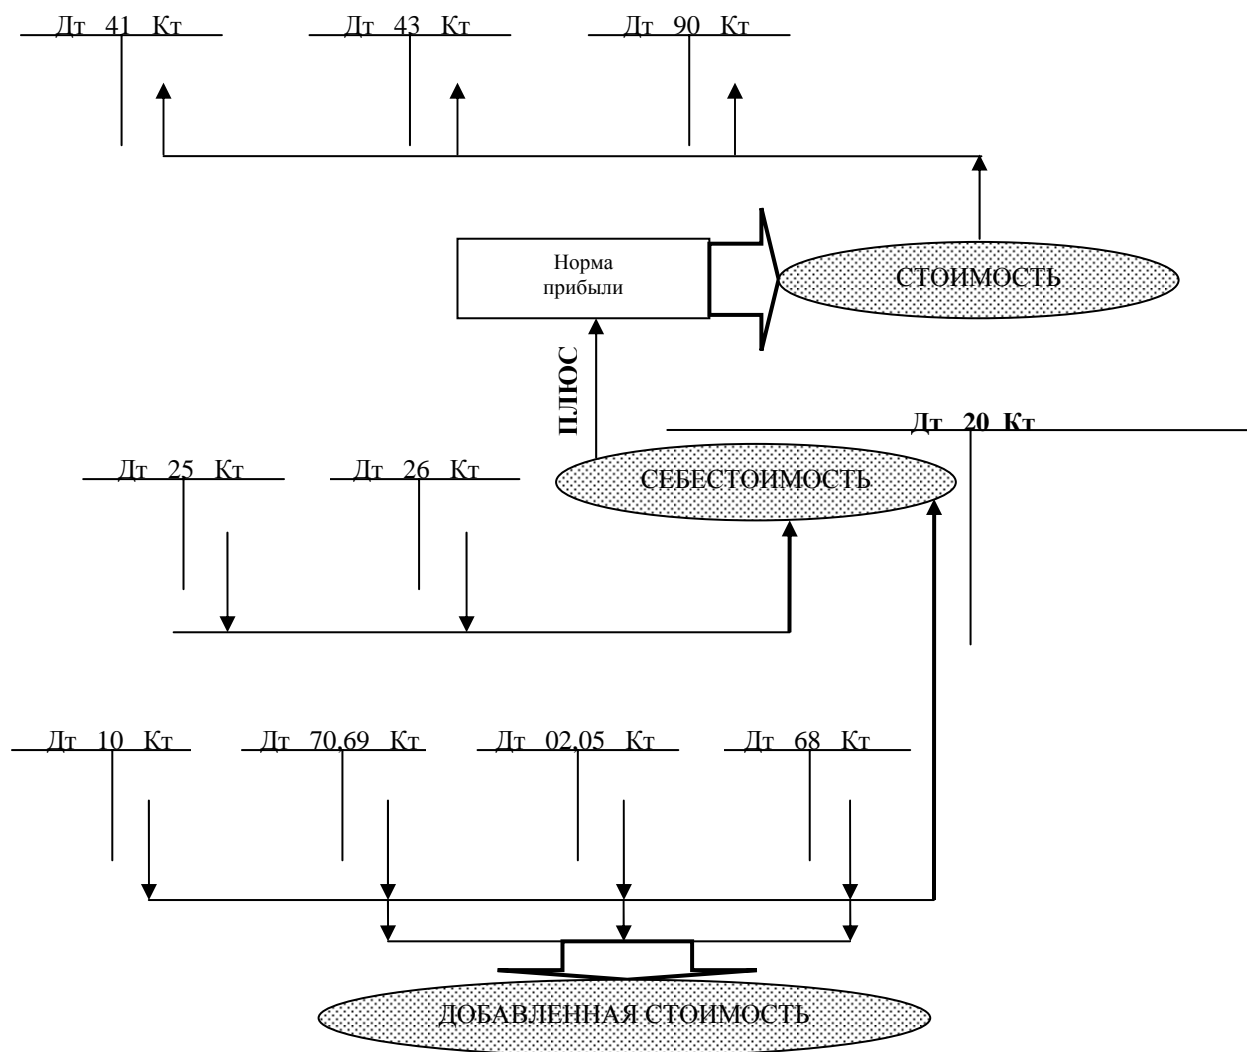 Дт 41 Кт
Дт 43 Кт
Дт 90 Кт
Норма
прибыли
СТОИМОСТЬ
ПЛЮС
Дт 20 Кт
Дт 25 Кт
Дт 26 Кт
СЕБЕСТОИМОСТЬ
Дт 10 Кт
Дт 70,69 Кт
Дт 02,05 Кт
Дт 68 Кт
ДОБАВЛЕННАЯ СТОИМОСТЬ